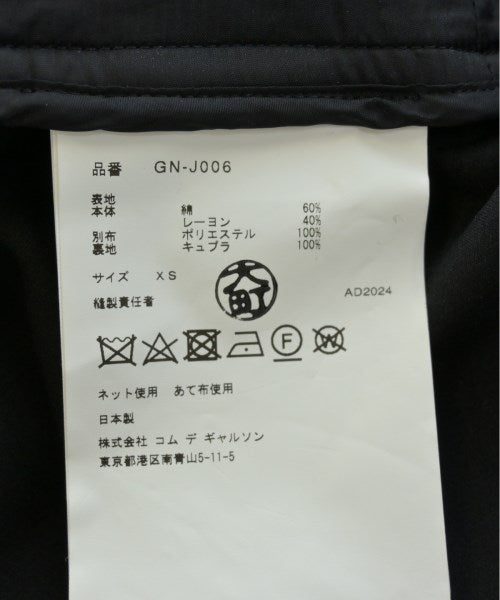 品番 GN-J006
表地
本体 綿 60%
レーヨン 40%
別布 ポリエステル 100%
裏地 キュプラ 100%
サイズ XS
縫製責任者 大町 AD2024
F W
ネット使用 あて布使用
日本製
株式会社 コム デ ギャルソン
東京都港区南青山5-11-5